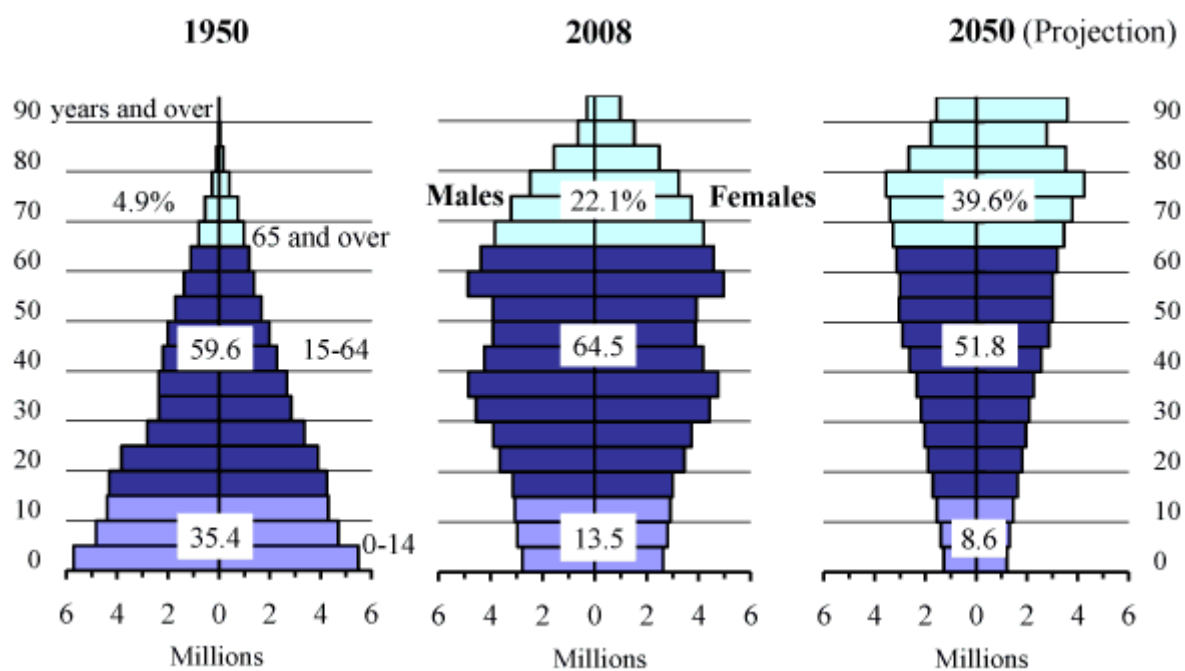 1950 2008 2050 (Projection)
90 years and over 90
80 80
4.9% Males 22.1% Females 39.6%
70 70
65 and over
60 60
50 50
59.6 15-64 64.5 51.8
40 40
30 30
20 20
10 10
35.4 0-14 13.5 8.6
0 0
6 4 2 0 2 4 6 6 4 2 0 2 4 6 6 4 2 0 2 4 6
Millions Millions Millions